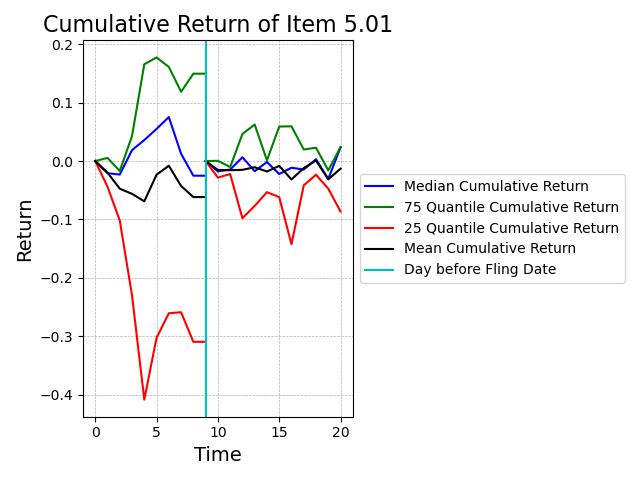 Cumulative Return of Item 5.01
0.2
0.1
0.0
−0.1
−0.2
−0.3
−0.4
Return
0 5 10 15 20
Time
Median Cumulative Return
75 Quantile Cumulative Return
25 Quantile Cumulative Return
Mean Cumulative Return
Day before Fling Date